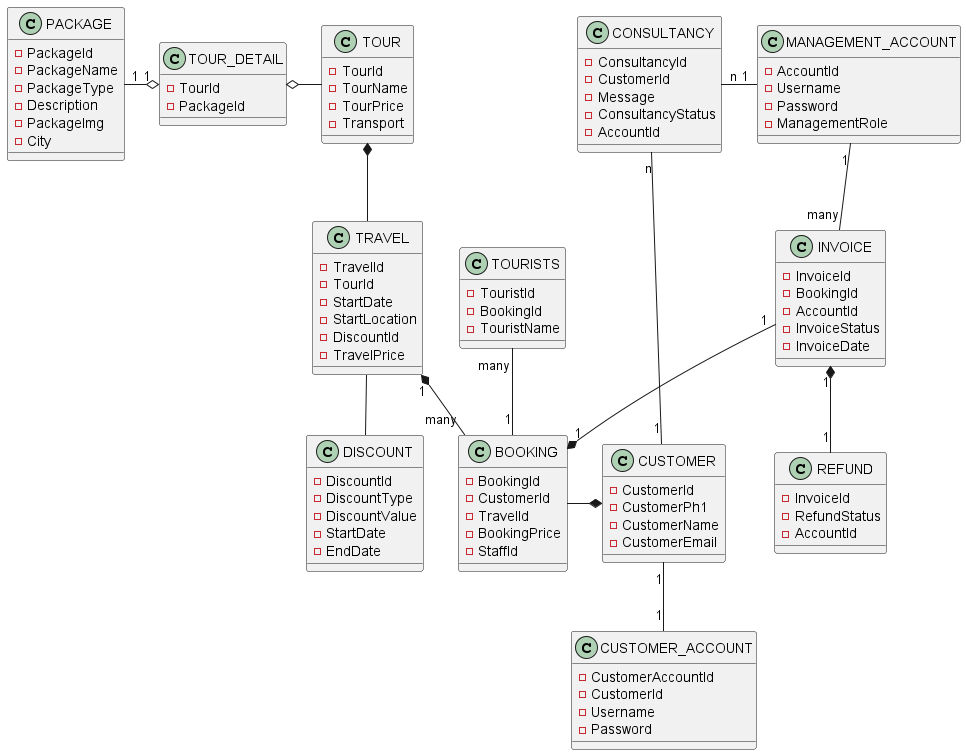 C PACKAGE
PackageId
PackageName
PackageType
Description
PackageImg
City
1 1
C TOUR_DETAIL
TourId
PackageId
C TOUR
TourId
TourName
TourPrice
Transport
C CONSULTANCY
ConsultancyId
CustomerId
Message
ConsultancyStatus
AccountId
n 1
C MANAGEMENT_ACCOUNT
AccountId
Username
Password
ManagementRole
n
1
1
many
C TRAVEL
TravelId
TourId
StartDate
StartLocation
DiscountId
TravelPrice
1
many
C TOURISTS
TouristId
BookingId
TouristName
many
1
C INVOICE
InvoiceId
BookingId
AccountId
InvoiceStatus
InvoiceDate
1
1
1
1
C DISCOUNT
DiscountId
DiscountType
DiscountValue
StartDate
EndDate
C BOOKING
BookingId
CustomerId
TravelId
BookingPrice
StaffId
C CUSTOMER
CustomerId
CustomerPh1
CustomerName
CustomerEmail
1
1
C REFUND
InvoiceId
RefundStatus
AccountId
C CUSTOMER_ACCOUNT
CustomerAccountId
CustomerId
Username
Password